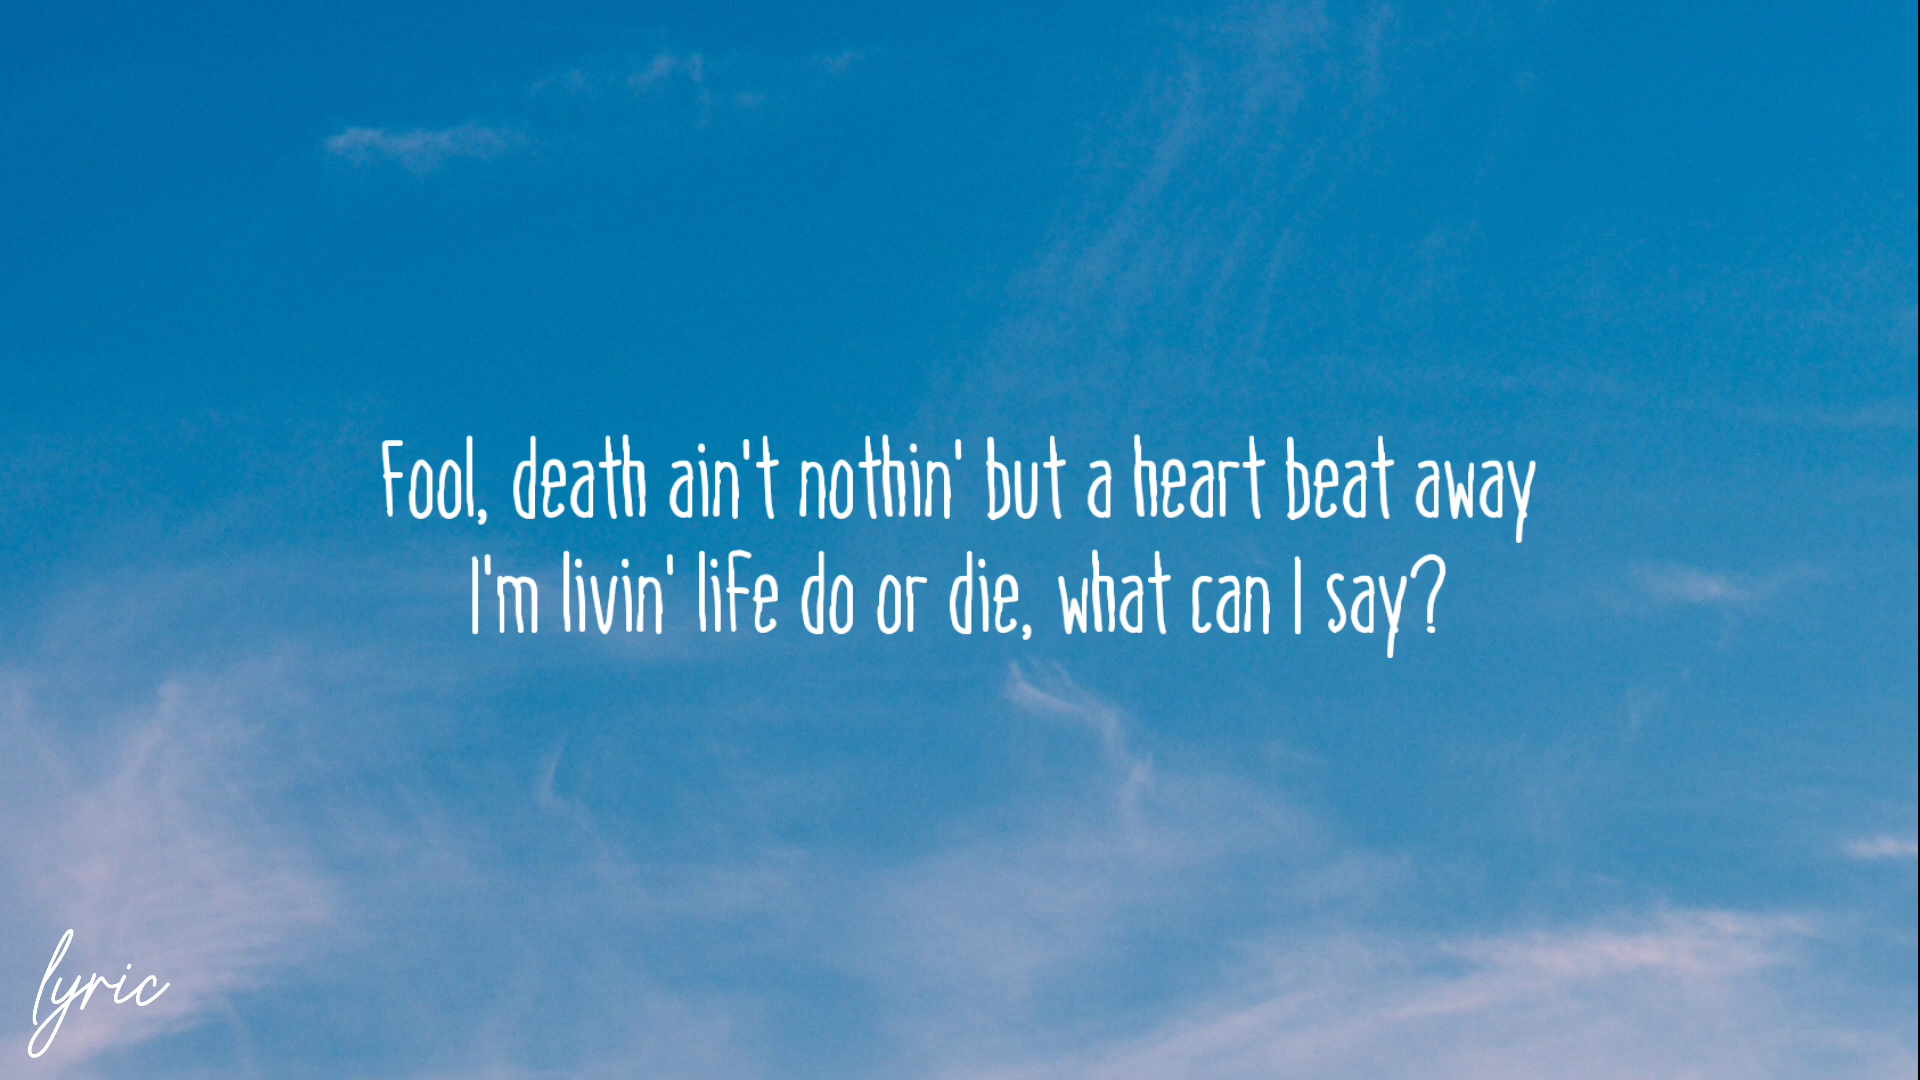 Fool, death ain't nothin' but a heart beat away
I'm livin' life do or die, what can I say?
lyric